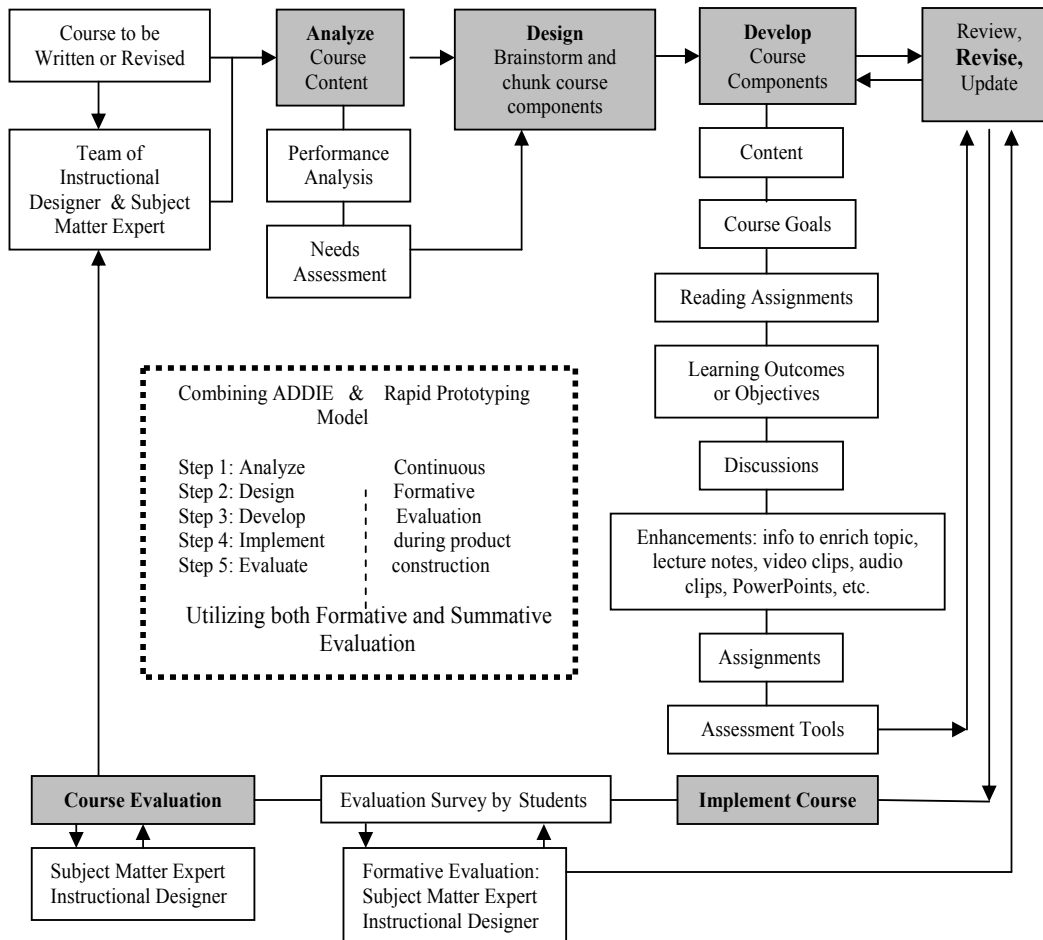 Course to be
Written or Revised
Analyze
Course
Content
Design
Brainstorm and
chunk course
components
Develop
Course
Components
Review,
Revise,
Update
Team of
Instructional
Designer & Subject
Matter Expert
Performance
Analysis
Needs
Assessment
Content
Course Goals
Reading Assignments
Learning Outcomes
or Objectives
Discussions
Enhancements: info to enrich topic,
lecture notes, video clips, audio
clips, PowerPoints, etc.
Assignments
Assessment Tools
Combining ADDIE & Rapid Prototyping
Model
Step 1: Analyze Continuous
Step 2: Design Formative
Step 3: Develop Evaluation
Step 4: Implement during product
Step 5: Evaluate construction
Utilizing both Formative and Summative
Evaluation
Course Evaluation
Evaluation Survey by Students
Implement Course
Subject Matter Expert
Instructional Designer
Formative Evaluation:
Subject Matter Expert
Instructional Designer